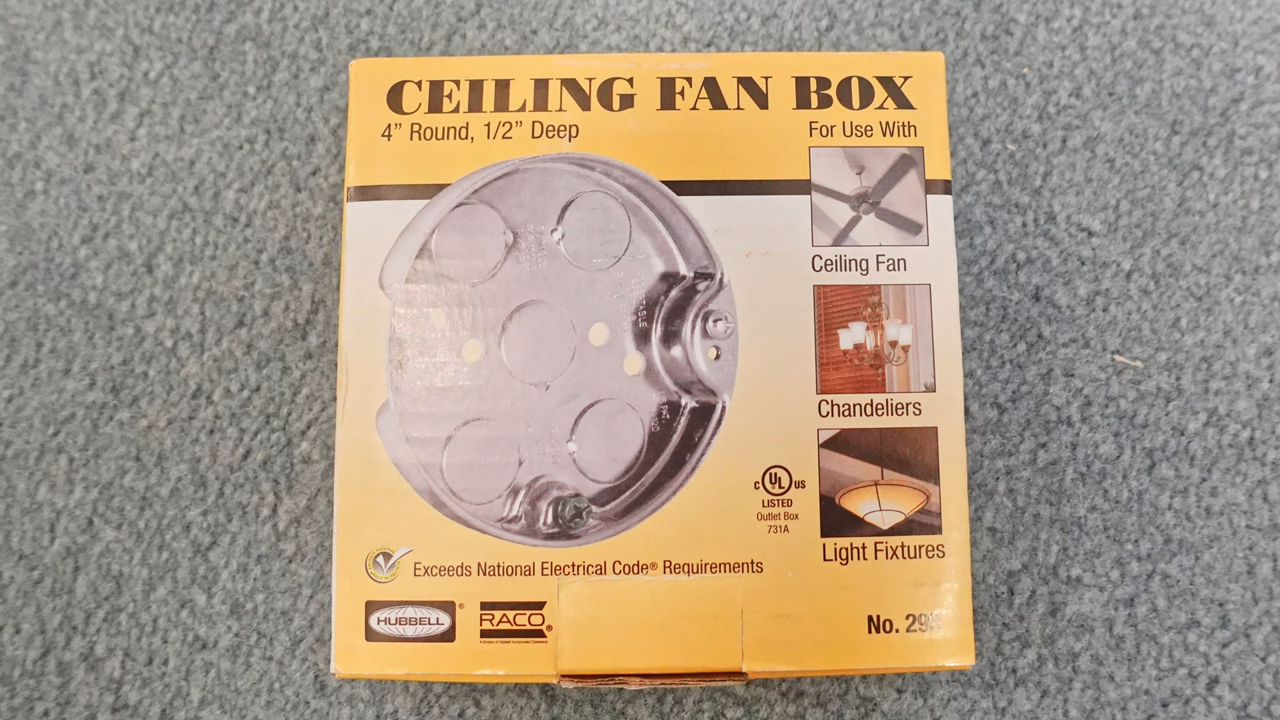 CEILING FAN BOX
4” Round, 1/2” Deep
For Use With
Ceiling Fan
Chandeliers
Light Fixtures
C UL US
LISTED
Outlet Box
731A
Exceeds National Electrical Code® Requirements
HUBBELL®
RACO®
No.